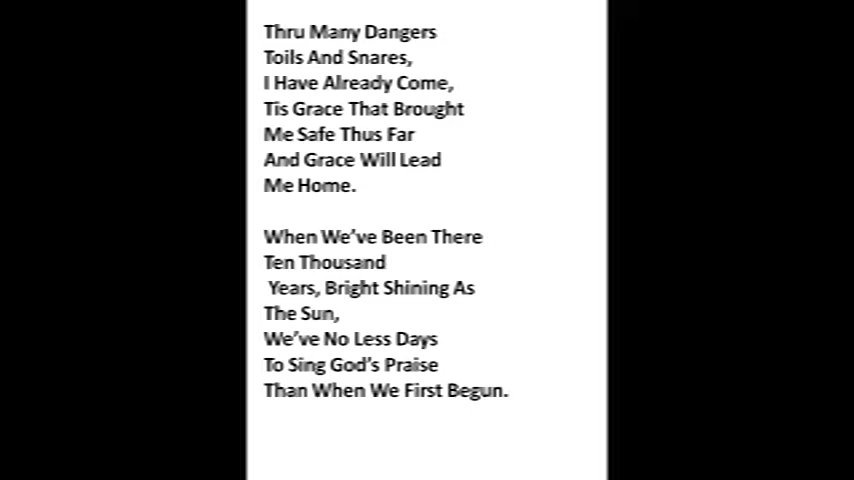 Thru Many Dangers
Toils And Snares,
I Have Already Come,
Tis Grace That Brought
Me Safe Thus Far
And Grace Will Lead
Me Home.
When We've Been There
Ten Thousand
Years, Bright Shining As
The Sun,
We've No Less Days
To Sing God's Praise
Than When We First Begun.